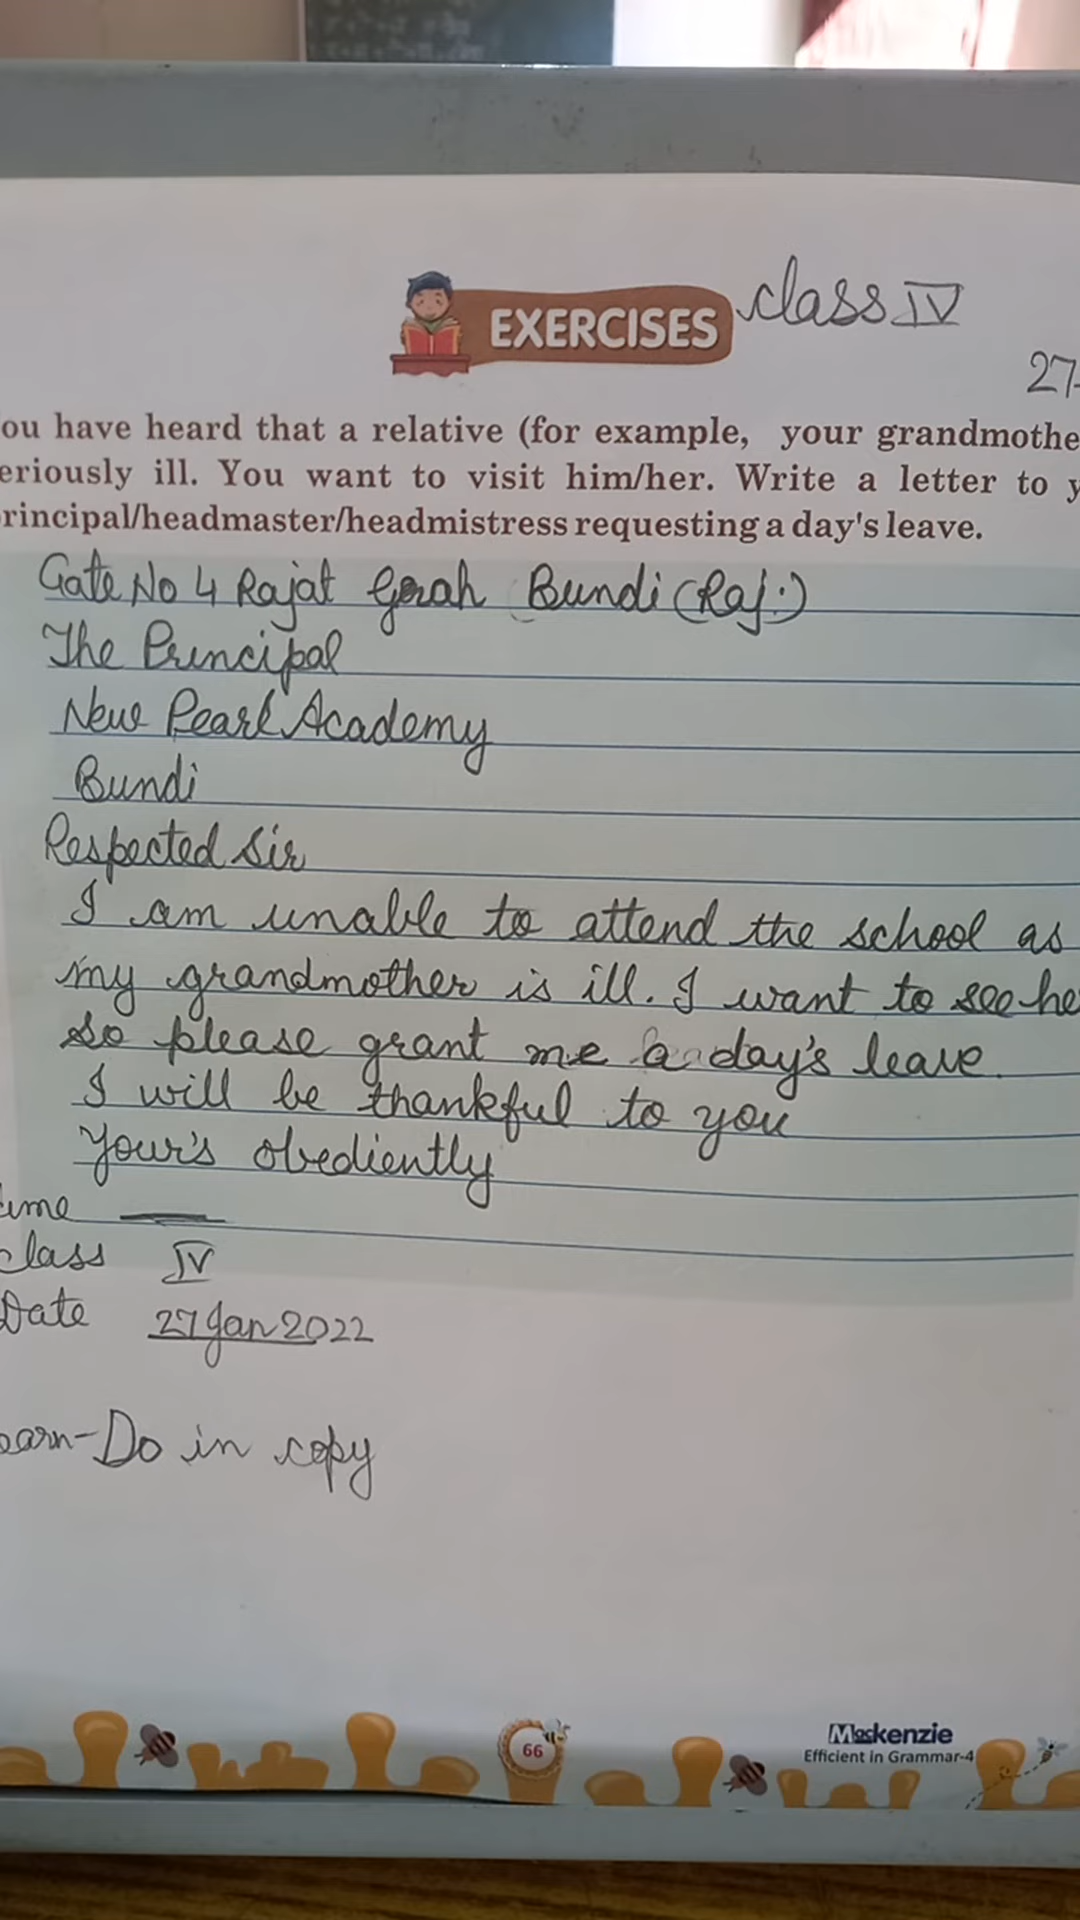 EXERCISES class IV
27-
ou have heard that a relative (for example, your grandmothe
eriously ill. You want to visit him/her. Write a letter to y
rincipal/headmaster/headmistress requesting a day's leave.
Gate No 4 Rajat Grah Bundi (Raj.)
The Principal
New Pearl Academy
Bundi
Respected Sir
I am unable to attend the school as
my grandmother is ill. I want to see he
so please grant me a day's leave.
I will be thankful to you
Your's obediently
ame
class IV
Date 27 Jan 2022
earn-Do in copy
66
Maskenzie
Efficient in Grammar-4